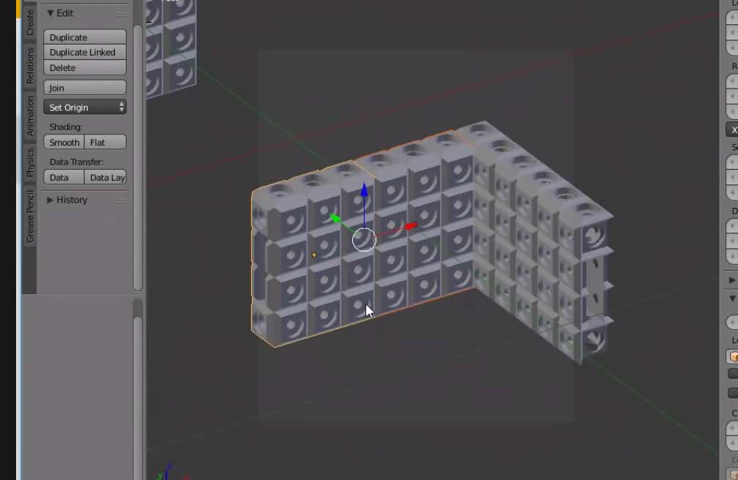 Create
Relations
Animation
Physics
Grease Pencil
Edit
Duplicate
Duplicate Linked
Delete
Join
Set Origin
Shading:
Smooth Flat
Data Transfer:
Data Data Lay
History